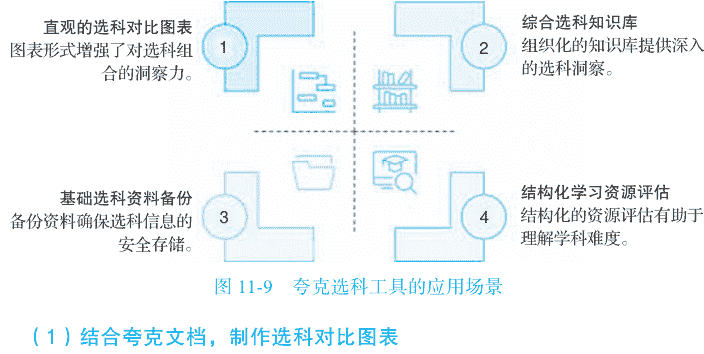 直观的选科对比图表
图表形式增强了对选科组
合的洞察力。
1
综合选科知识库
组织化的知识库提供深入
的选科洞察。
2
基础选科资料备份
备份资料确保选科信息的
安全存储。
3
结构化学习资源评估
结构化的资源评估有助于
理解学科难度。
4
图 11-9 夸克选科工具的应用场景
（1）结合夸克文档，制作选科对比图表